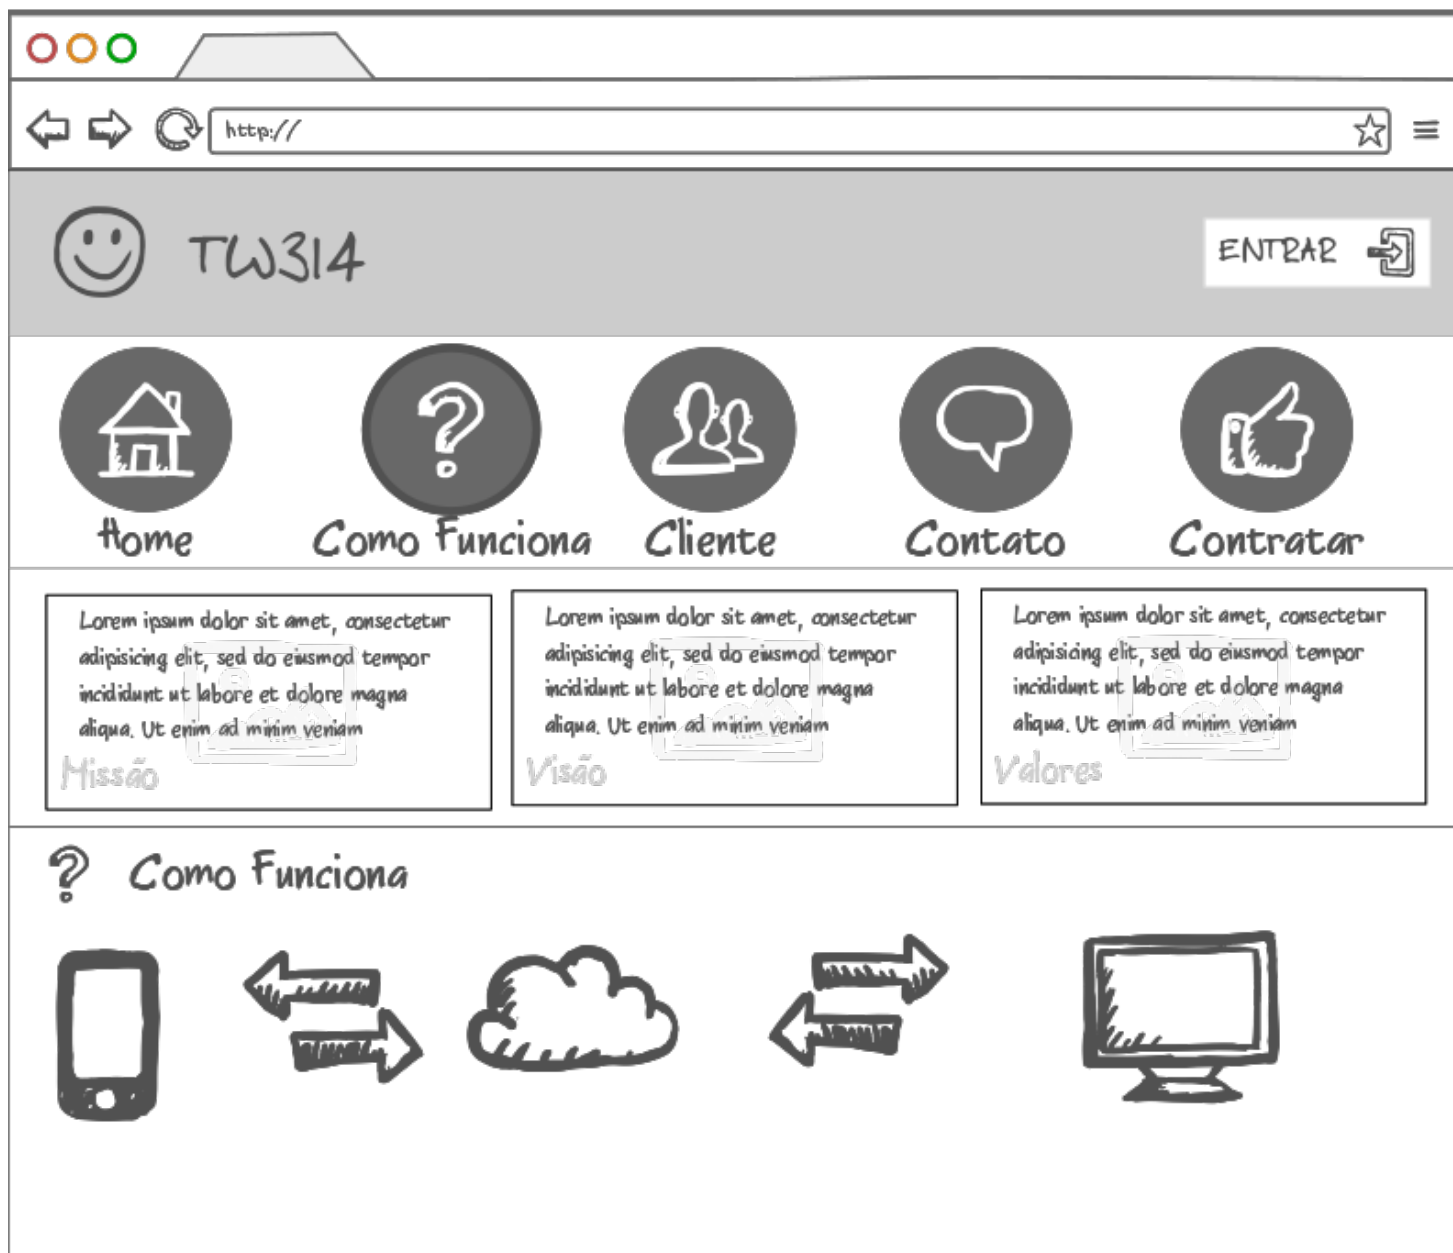 http://
TW314
ENTRAR
Home
Como Funciona
Cliente
Contato
Contratar
Lorem ipsum dolor sit amet, consectetur
adipisicing elit, sed do eiusmod tempor
incididunt ut labore et dolore magna
aliqua. Ut enim ad minim veniam
Missão
Lorem ipsum dolor sit amet, consectetur
adipisicing elit, sed do eiusmod tempor
incididunt ut labore et dolore magna
aliqua. Ut enim ad minim veniam
Visão
Lorem ipsum dolor sit amet, consectetur
adipisicing elit, sed do eiusmod tempor
incididunt ut labore et dolore magna
aliqua. Ut enim ad minim veniam
Valores
? Como Funciona